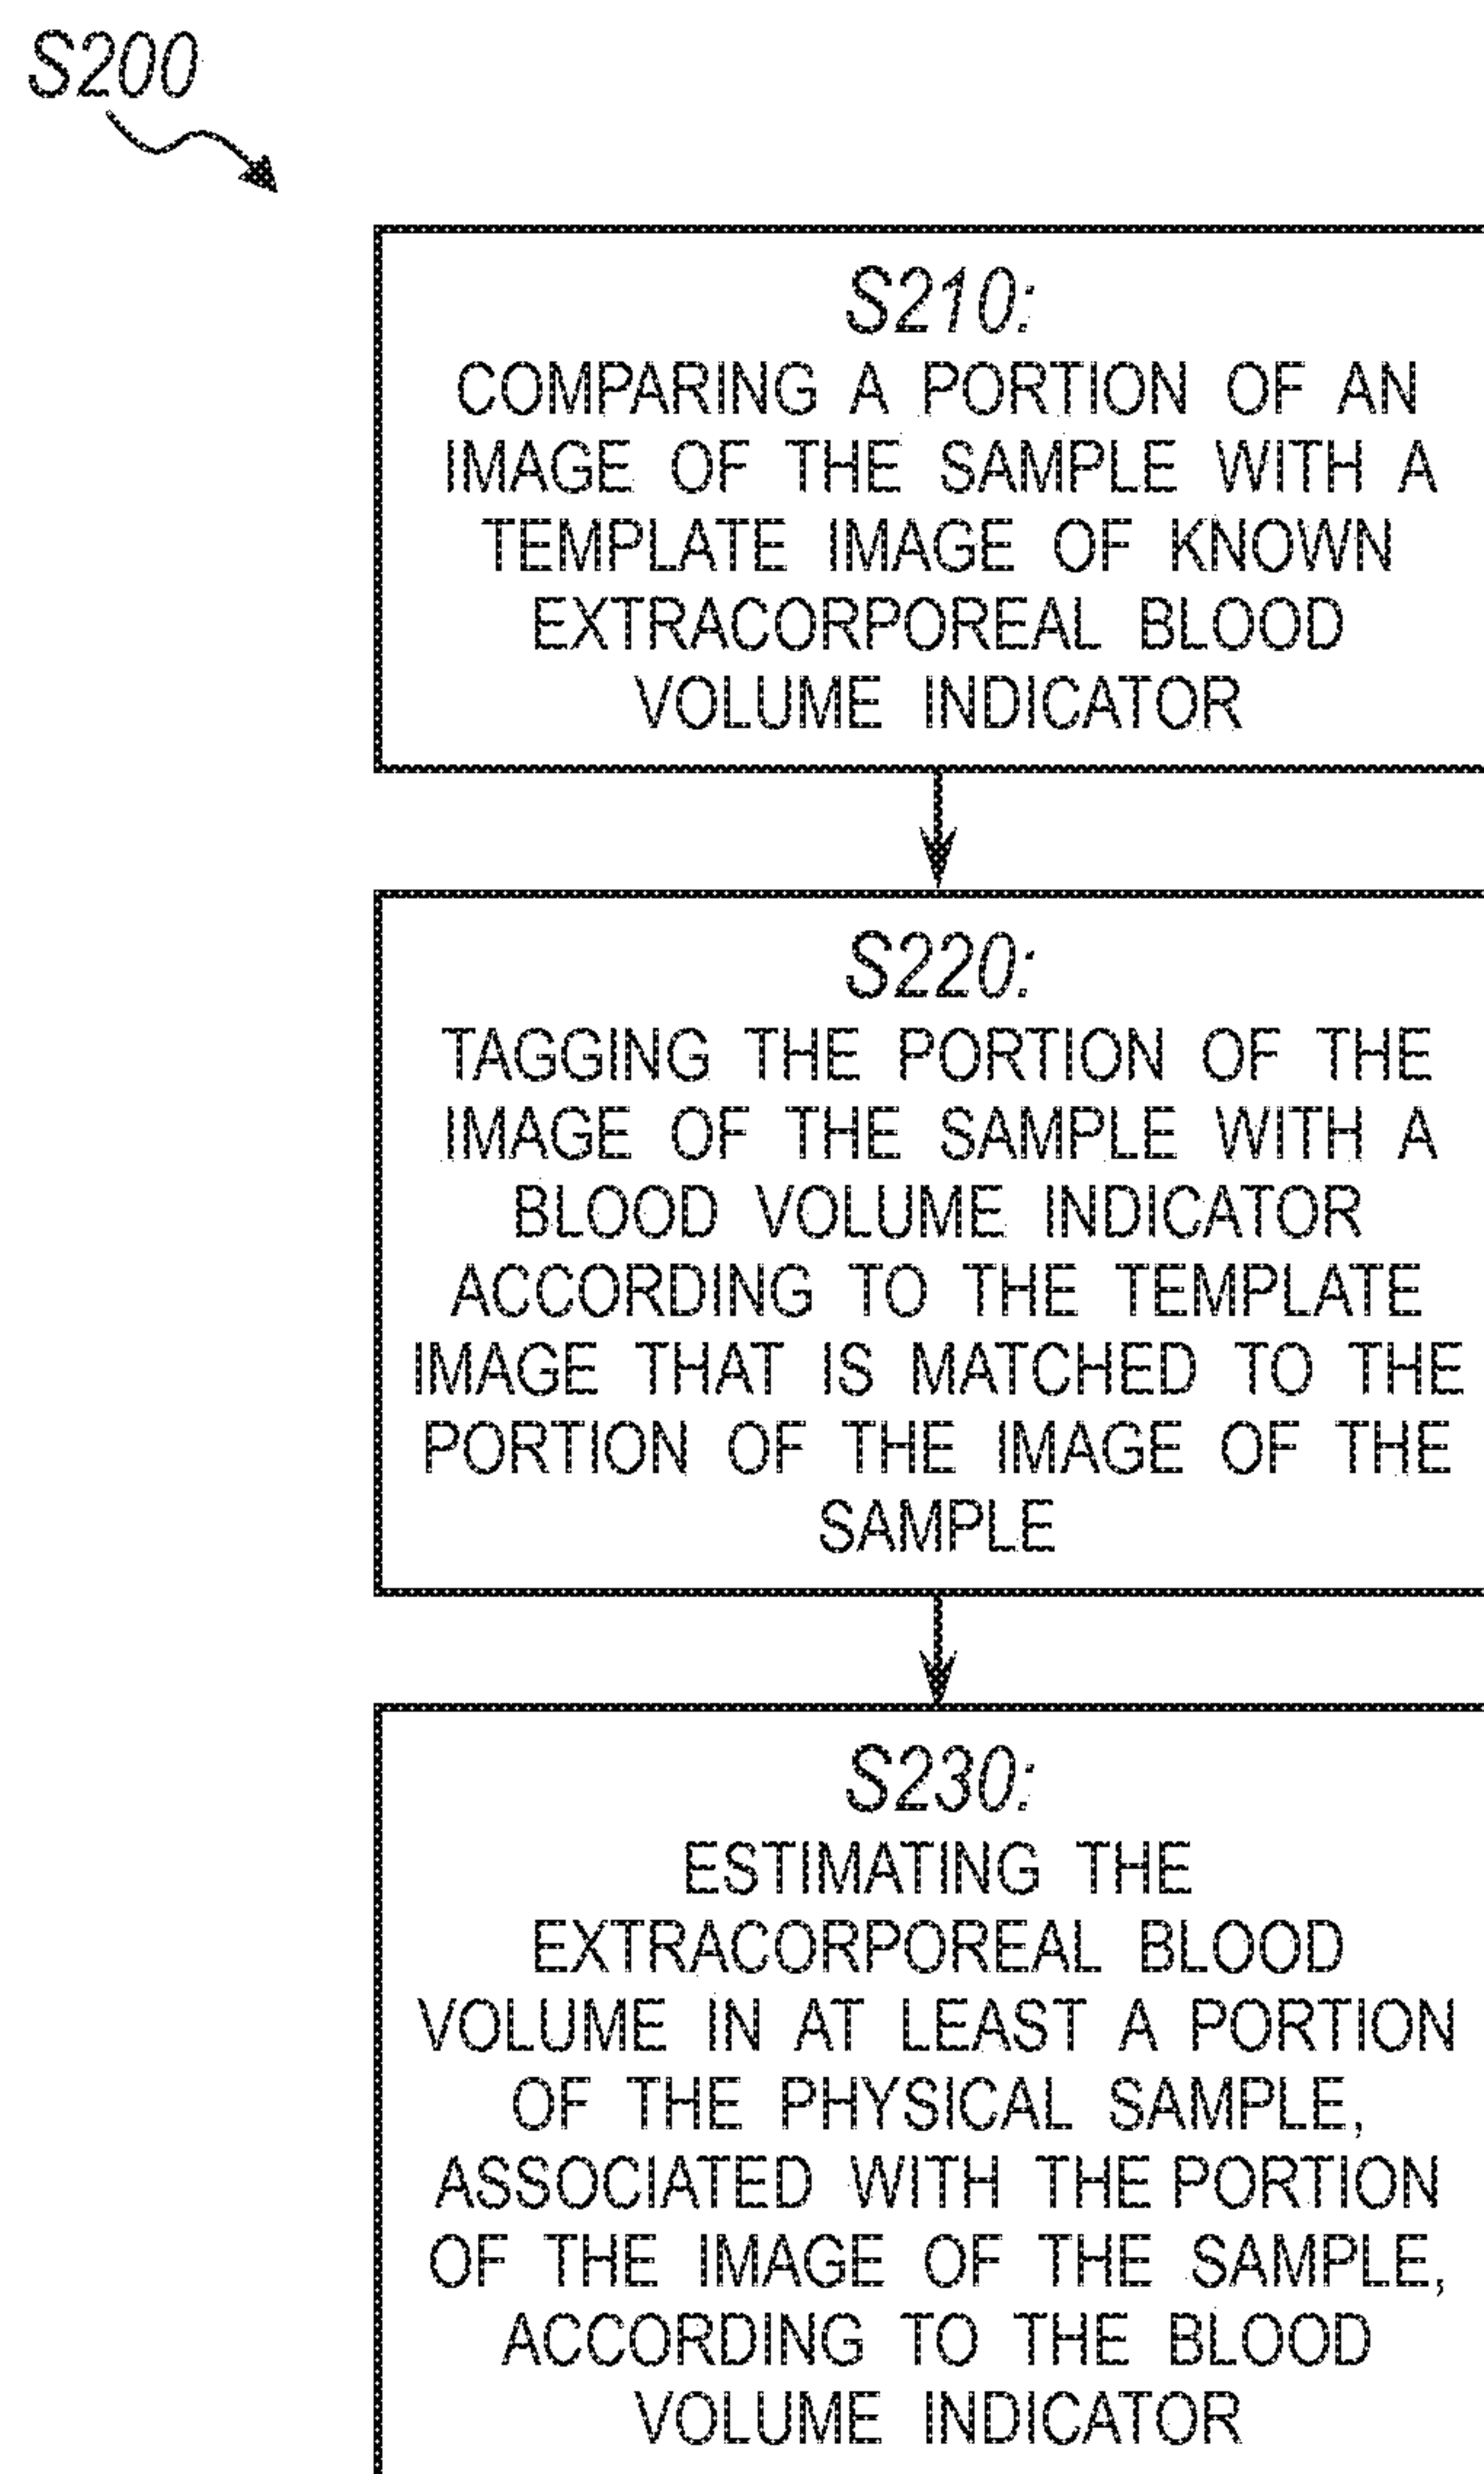 S200
S210:
COMPARING A PORTION OF AN
IMAGE OF THE SAMPLE WITH A
TEMPLATE IMAGE OF KNOWN
EXTRACORPOREAL BLOOD
VOLUME INDICATOR
S220:
TAGGING THE PORTION OF THE
IMAGE OF THE SAMPLE WITH A
BLOOD VOLUME INDICATOR
ACCORDING TO THE TEMPLATE
IMAGE THAT IS MATCHED TO THE
PORTION OF THE IMAGE OF THE
SAMPLE
S230:
ESTIMATING THE
EXTRACORPOREAL BLOOD
VOLUME IN AT LEAST A PORTION
OF THE PHYSICAL SAMPLE,
ASSOCIATED WITH THE PORTION
OF THE IMAGE OF THE SAMPLE,
ACCORDING TO THE BLOOD
VOLUME INDICATOR